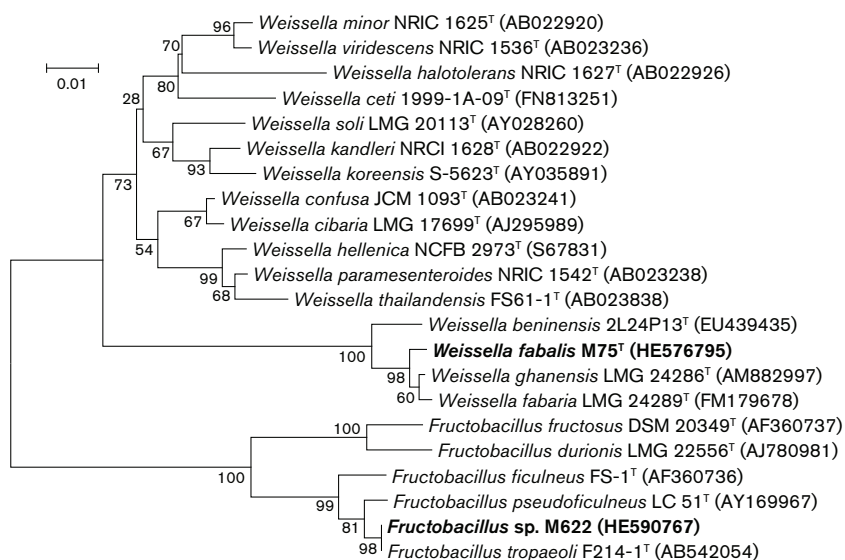 96 Weissella minor NRIC 1625ᵀ (AB022920)
70 Weissella viridescens NRIC 1536ᵀ (AB023236)
Weissella halotolerans NRIC 1627ᵀ (AB022926)
0.01
80
28 Weissella ceti 1999-1A-09ᵀ (FN813251)
Weissella soli LMG 20113ᵀ (AY028260)
67 Weissella kandleri NRCI 1628ᵀ (AB022922)
93 Weissella koreensis S-5623ᵀ (AY035891)
73
Weissella confusa JCM 1093ᵀ (AB023241)
67 Weissella cibaria LMG 17699ᵀ (AJ295989)
54 Weissella hellenica NCFB 2973ᵀ (S67831)
99 Weissella paramesenteroides NRIC 1542ᵀ (AB023238)
68 Weissella thailandensis FS61-1ᵀ (AB023838)
Weissella beninensis 2L24P13ᵀ (EU439435)
100 Weissella fabalis M75ᵀ (HE576795)
98 Weissella ghanensis LMG 24286ᵀ (AM882997)
60 Weissella fabaria LMG 24289ᵀ (FM179678)
100 Fructobacillus fructosus DSM 20349ᵀ (AF360737)
Fructobacillus durionis LMG 22556ᵀ (AJ780981)
100 Fructobacillus ficulneus FS-1ᵀ (AF360736)
99 Fructobacillus pseudoficulneus LC 51ᵀ (AY169967)
81 Fructobacillus sp. M622 (HE590767)
98 Fructobacillus tropaeoli F214-1ᵀ (AB542054)